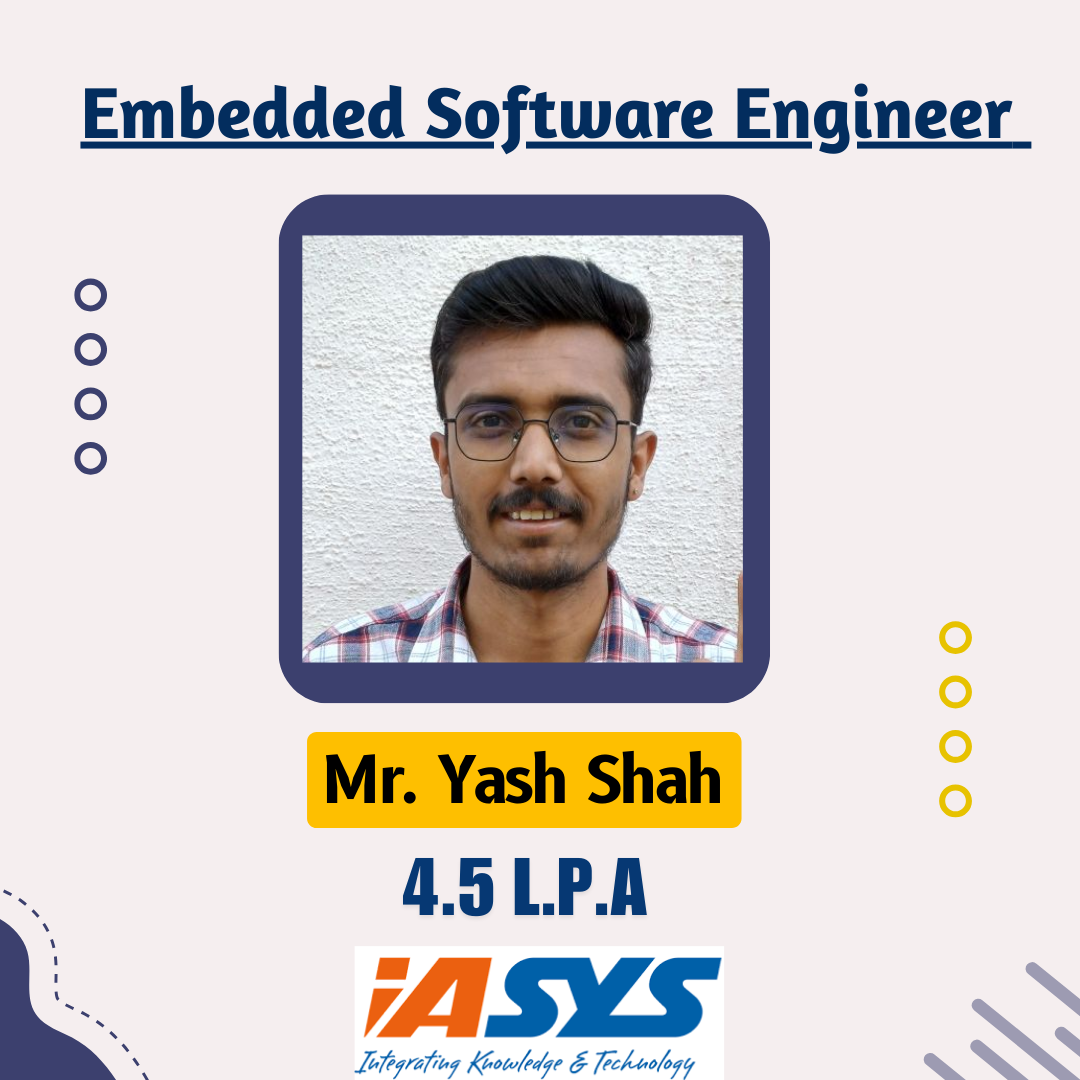 Embedded Software Engineer
Mr. Yash Shah
4.5 L.P.A
iASYS
Integrating Knowledge & Technology